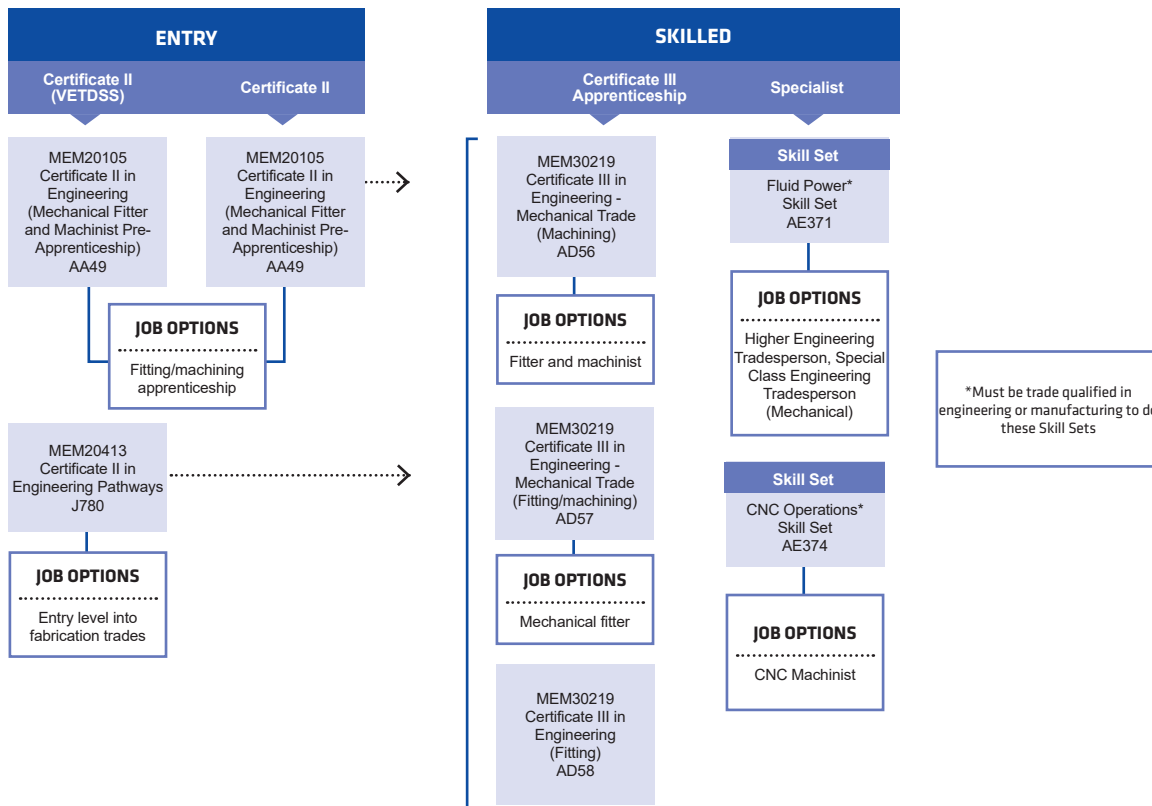 ENTRY
SKILLED
Certificate II
(VETDSS)
Certificate II
Certificate III
Apprenticeship
Specialist
MEM20105
Certificate II in
Engineering
(Mechanical Fitter
and Machinist Pre-
Apprenticeship)
AA49
MEM20105
Certificate II in
Engineering
(Mechanical Fitter
and Machinist Pre-
Apprenticeship)
AA49
JOB OPTIONS
Fitting/machining
apprenticeship
MEM20413
Certificate II in
Engineering Pathways
J780
JOB OPTIONS
Entry level into
fabrication trades
MEM30219
Certificate III in
Engineering -
Mechanical Trade
(Machining)
AD56
JOB OPTIONS
Fitter and machinist
MEM30219
Certificate III in
Engineering -
Mechanical Trade
(Fitting/machining)
AD57
JOB OPTIONS
Mechanical fitter
MEM30219
Certificate III in
Engineering
(Fitting)
AD58
Skill Set
Fluid Power*
Skill Set
AE371
JOB OPTIONS
Higher Engineering
Tradesperson, Special
Class Engineering
Tradesperson
(Mechanical)
Skill Set
CNC Operations*
Skill Set
AE374
JOB OPTIONS
CNC Machinist
*Must be trade qualified in
engineering or manufacturing to do
these Skill Sets